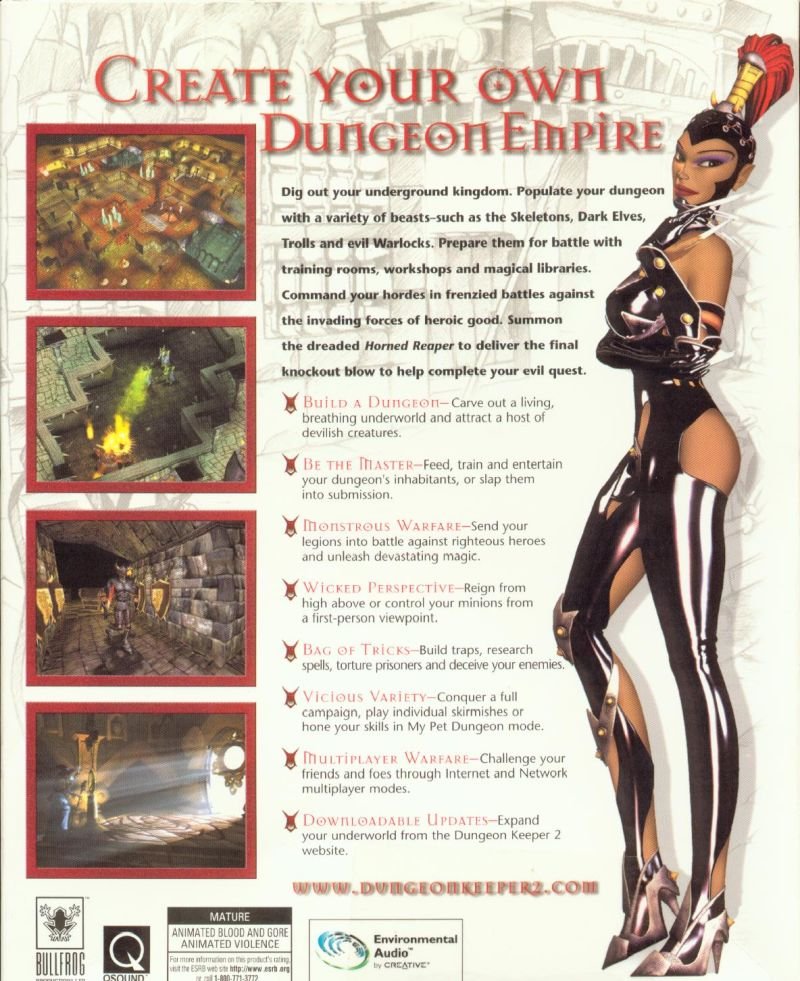 CREATE YOUR OWN
DUNGEON EMPIRE
Dig out your underground kingdom. Populate your dungeon
with a variety of beasts–such as the Skeletons, Dark Elves,
Trolls and evil Warlocks. Prepare them for battle with
training rooms, workshops and magical libraries.
Command your hordes in frenzied battles against
the invading forces of heroic good. Summon
the dreaded Horned Reaper to deliver the final
knockout blow to help complete your evil quest.
BUILD A DUNGEON–Carve out a living,
breathing underworld and attract a host of
devilish creatures.
BE THE MASTER–Feed, train and entertain
your dungeon's inhabitants, or slap them
into submission.
MONSTROUS WARFARE–Send your
legions into battle against righteous heroes
and unleash devastating magic.
WICKED PERSPECTIVE–Reign from
high above or control your minions from
a first-person viewpoint.
BAG OF TRICKS–Build traps, research
spells, torture prisoners and deceive your enemies.
VICIOUS VARIETY–Conquer a full
campaign, play individual skirmishes or
hone your skills in My Pet Dungeon mode.
MULTIPLAYER WARFARE–Challenge your
friends and foes through Internet and Network
multiplayer modes.
DOWNLOADABLE UPDATES–Expand
your underworld from the Dungeon Keeper 2
website.
WWW.DUNGEONKEEPER2.COM
BULLFROG
PRODUCTIONS LTD
QSOUND™
MATURE
ANIMATED BLOOD AND GORE
ANIMATED VIOLENCE
For more information on this product's rating,
visit the ESRB web site http://www.esrb.org
or call 1-800-771-3772
Environmental
Audio™
by CREATIVE®